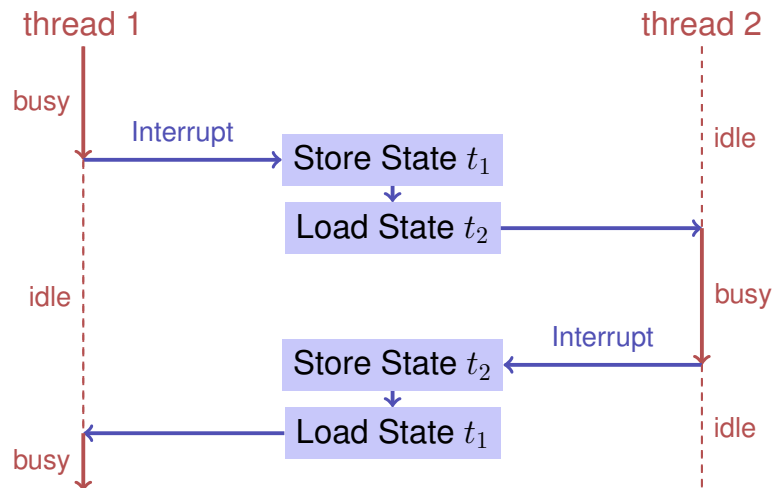 thread 1
thread 2
busy
Interrupt
idle
Store State t₁
Load State t₂
idle
busy
Interrupt
Store State t₂
Load State t₁
idle
busy